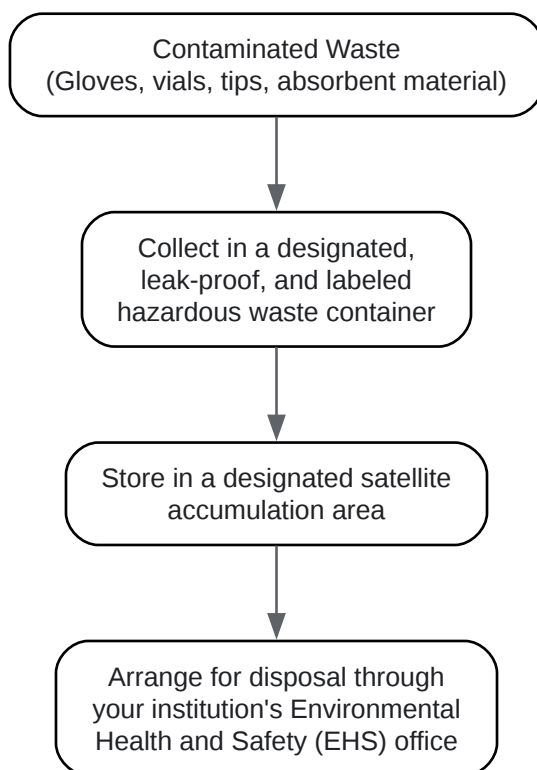 Contaminated Waste
(Gloves, vials, tips, absorbent material)
Collect in a designated,
leak-proof, and labeled
hazardous waste container
Store in a designated satellite
accumulation area
Arrange for disposal through
your institution's Environmental
Health and Safety (EHS) office